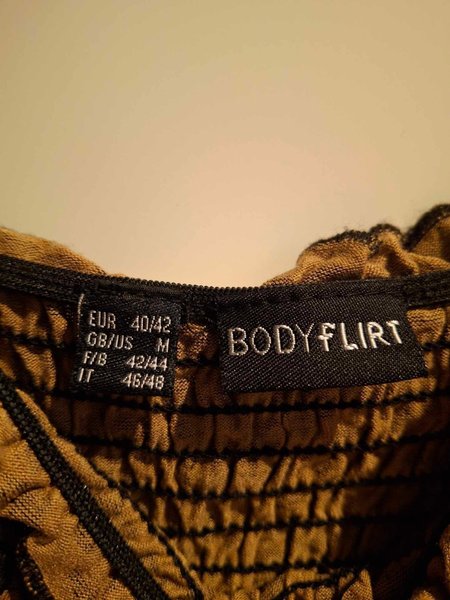 EUR 40/42
GB/US M
F/B 42/44
IT 46/48
BODYFLIRT